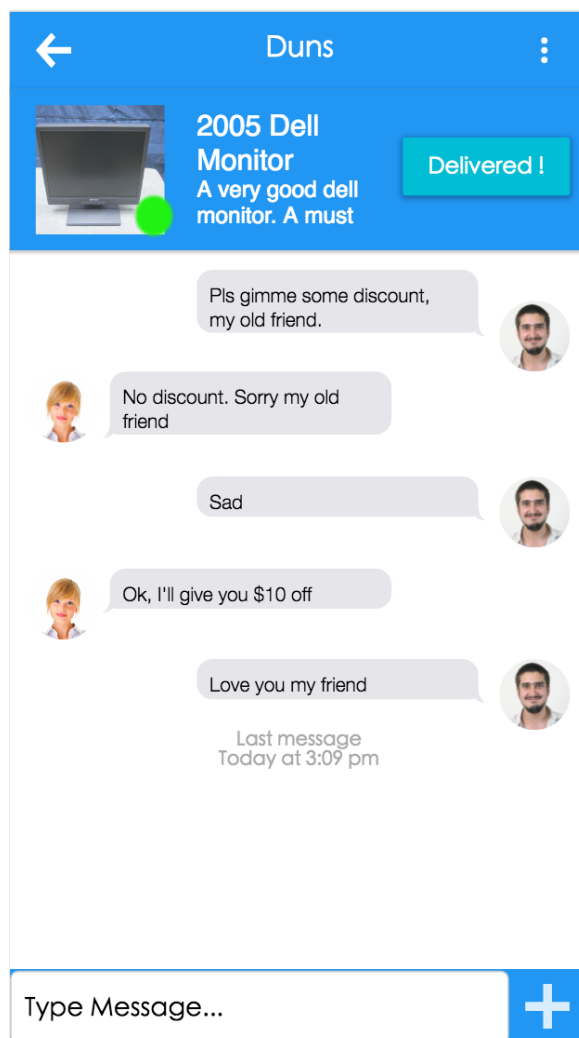 Duns
2005 Dell
Monitor
A very good dell
monitor. A must
Delivered !
Pls gimme some discount,
my old friend.
No discount. Sorry my old
friend
Sad
Ok, I'll give you $10 off
Love you my friend
Last message
Today at 3:09 pm
Type Message...